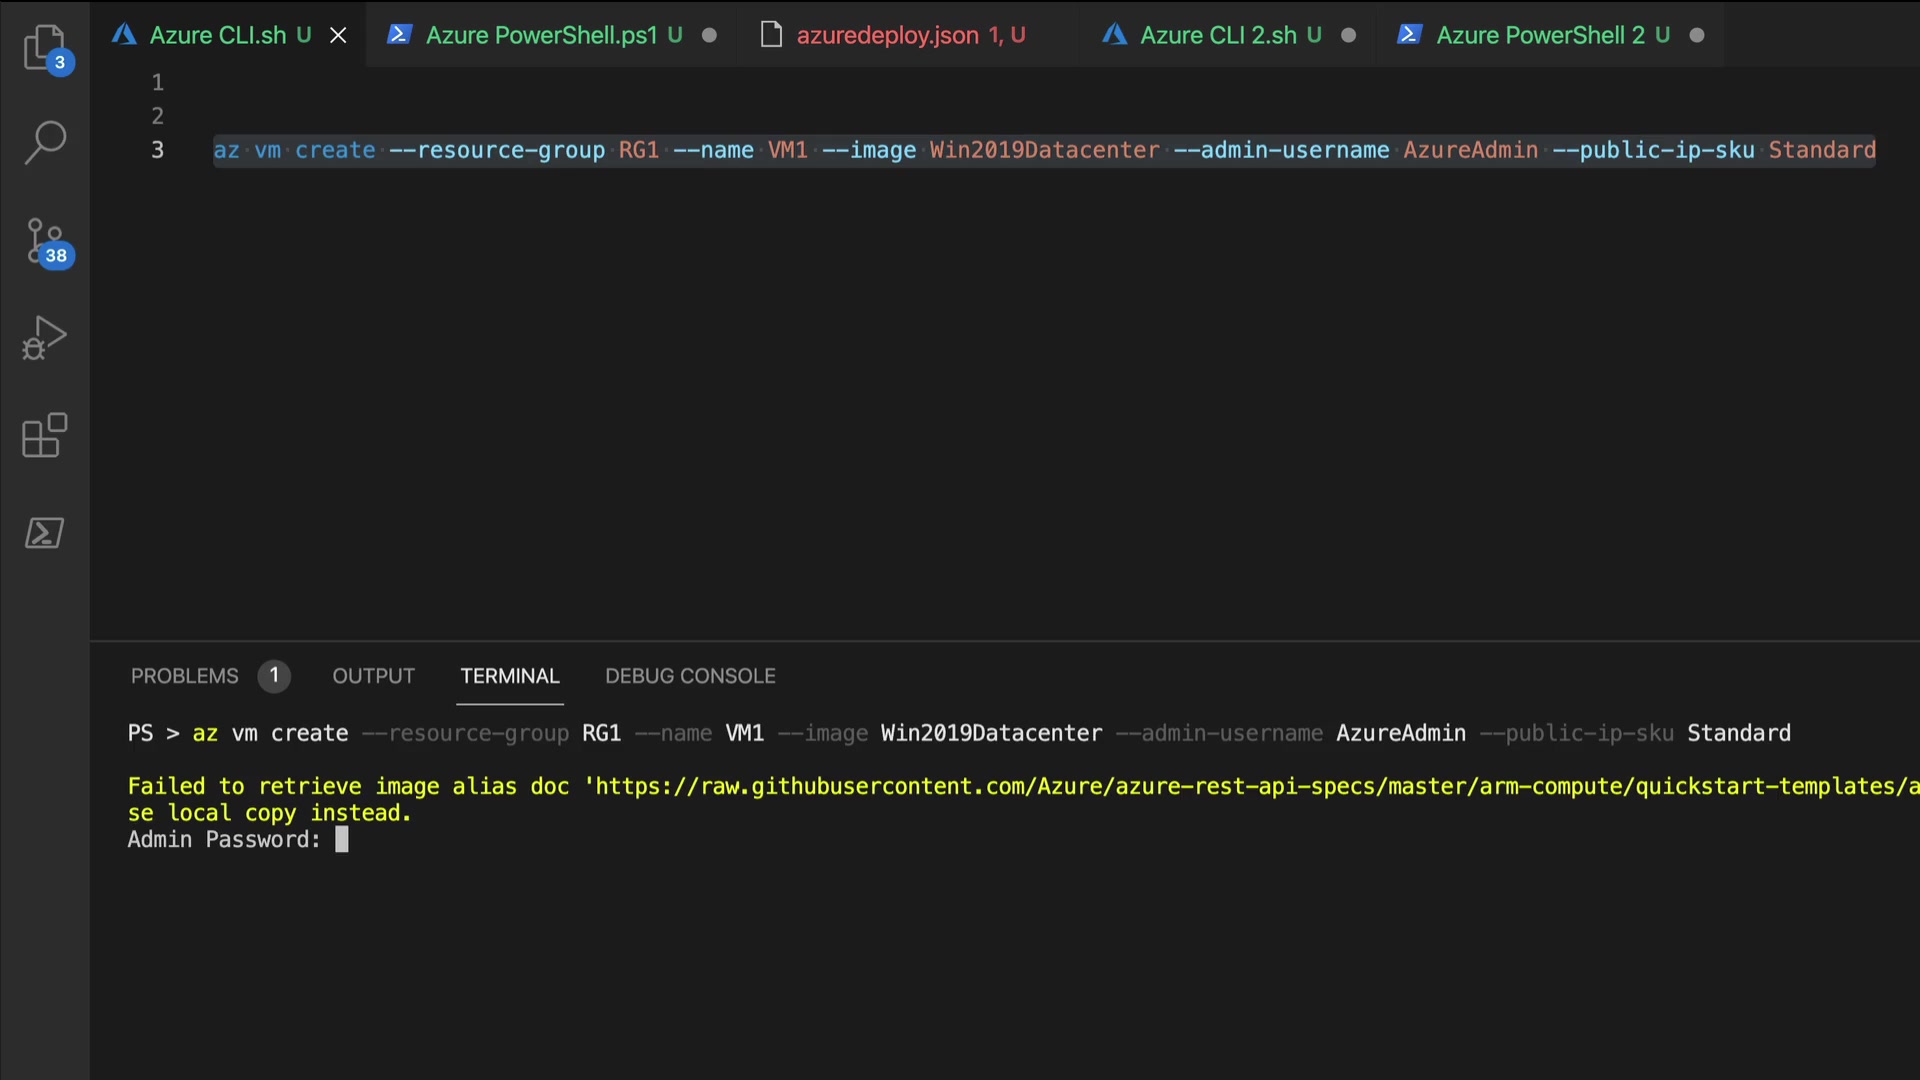 Azure CLI.sh U
Azure PowerShell.ps1 U
azuredeploy.json 1, U
Azure CLI 2.sh U
Azure PowerShell 2 U
3
38
1
2
3 az vm create --resource-group RG1 --name VM1 --image Win2019Datacenter --admin-username AzureAdmin --public-ip-sku Standard
PROBLEMS 1 OUTPUT TERMINAL DEBUG CONSOLE
PS > az vm create --resource-group RG1 --name VM1 --image Win2019Datacenter --admin-username AzureAdmin --public-ip-sku Standard
Failed to retrieve image alias doc 'https://raw.githubusercontent.com/Azure/azure-rest-api-specs/master/arm-compute/quickstart-templates/a
se local copy instead.
Admin Password: